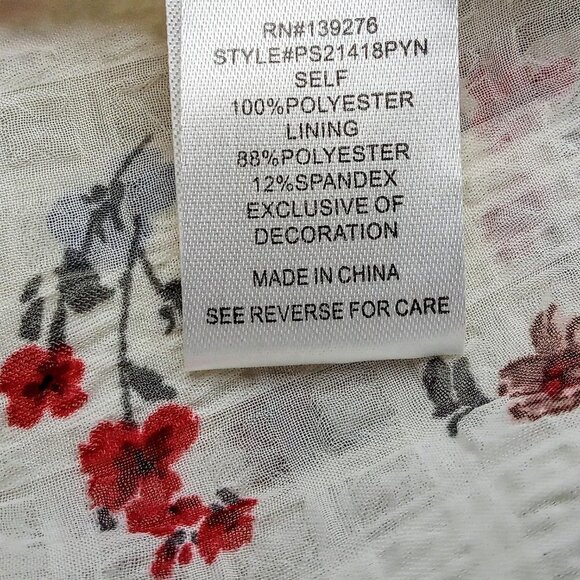 RN#139276
STYLE#PS21418PYN
SELF
100%POLYESTER
LINING
88%POLYESTER
12%SPANDEX
EXCLUSIVE OF
DECORATION
MADE IN CHINA
SEE REVERSE FOR CARE